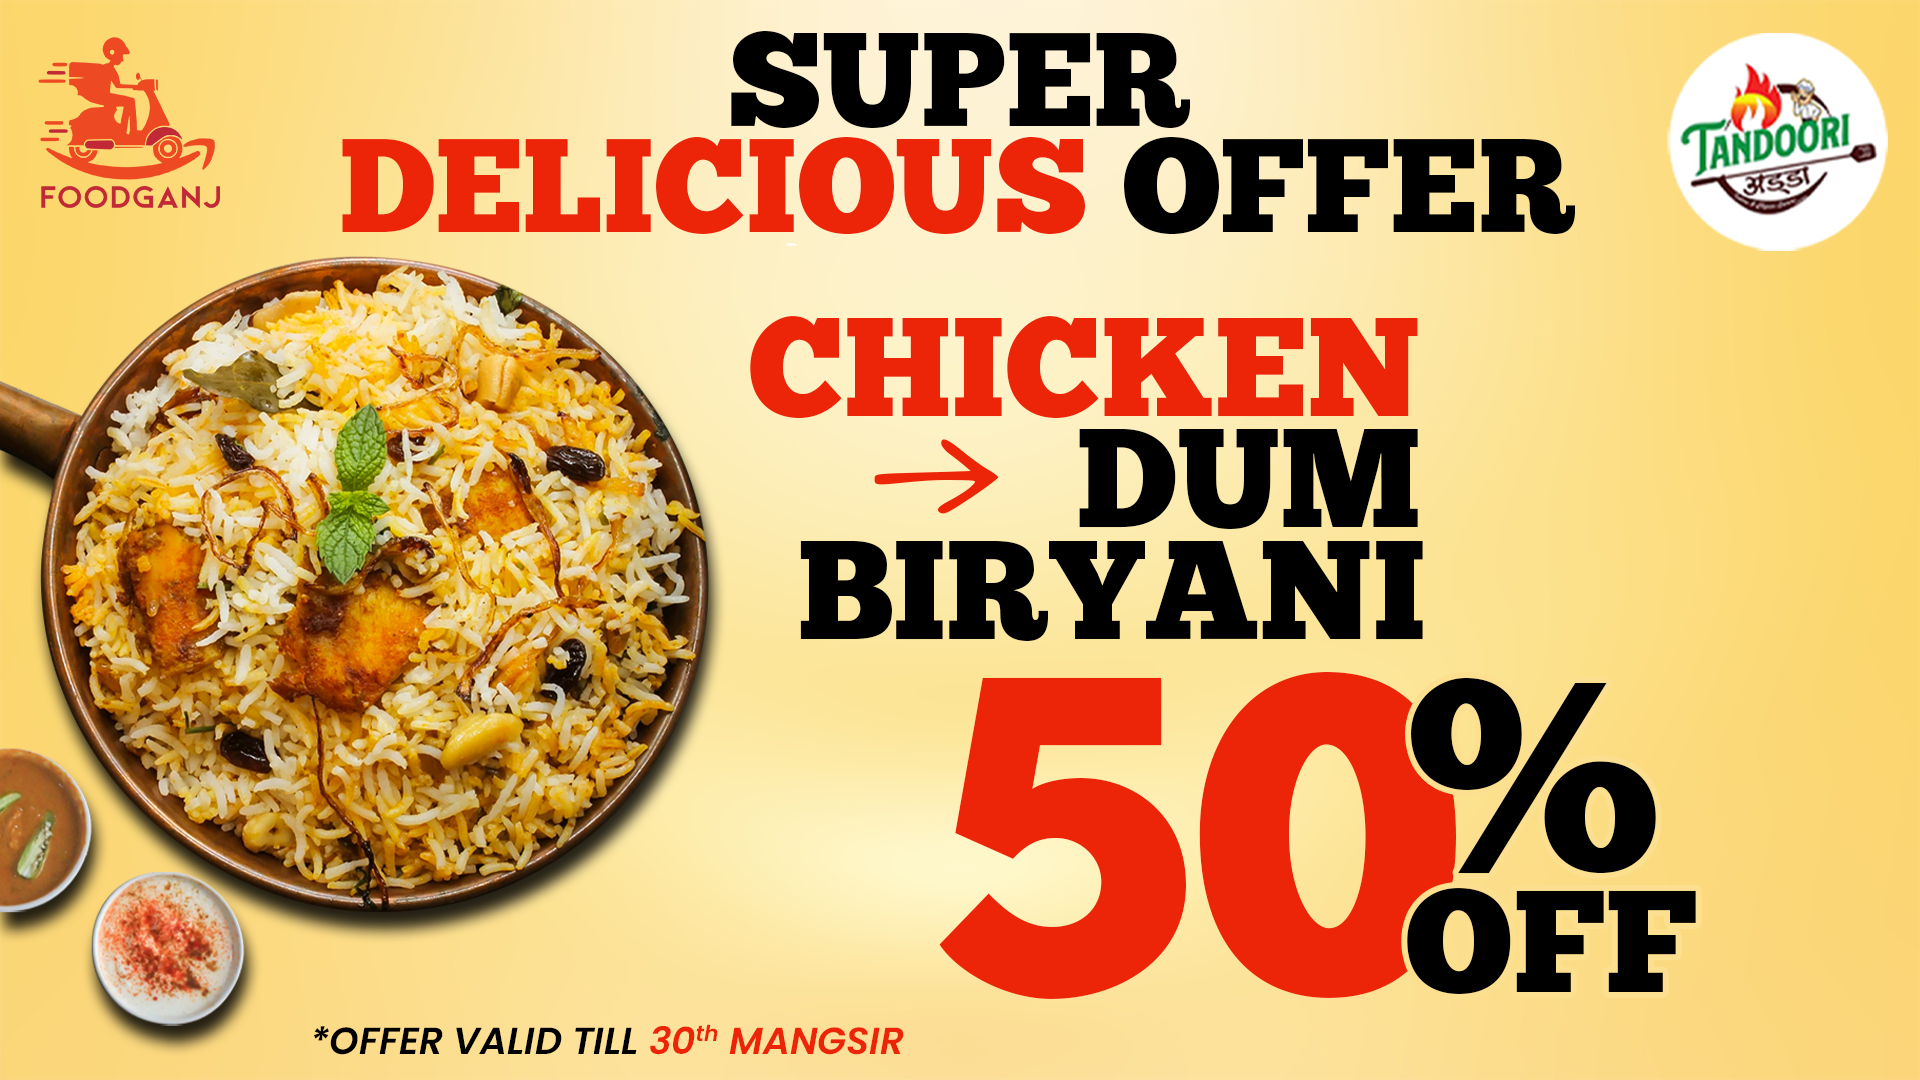 SUPER
DELICIOUS OFFER
FOODGANJ
TANDOORI
अड्डा
CHICKEN
DUM
BIRYANI
50%
OFF
*OFFER VALID TILL 30th MANGSIR